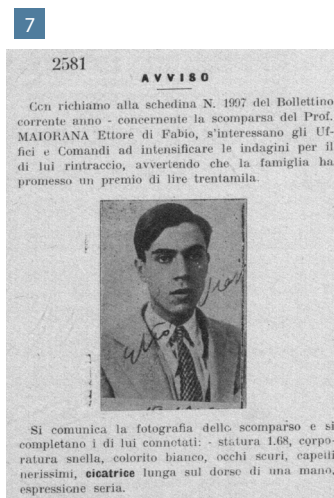 7
2581
AVVISO
Con richiamo alla schedina N. 1997 del Bollettino
corrente anno - concernente la scomparsa del Prof.
MAIORANA Ettore di Fabio, s'interessano gli Uf-
fici e Comandi ad intensificare le indagini per il
di lui rintraccio, avvertendo che la famiglia ha
promesso un premio di lire trentamila.
Si comunica la fotografia dello scomparso e si
completano i di lui connotati: - statura 1.68, corpo-
ratura snella, colorito bianco, occhi scuri, capelli
nerissimi, cicatrice lunga sul dorso di una mano,
espressione seria.